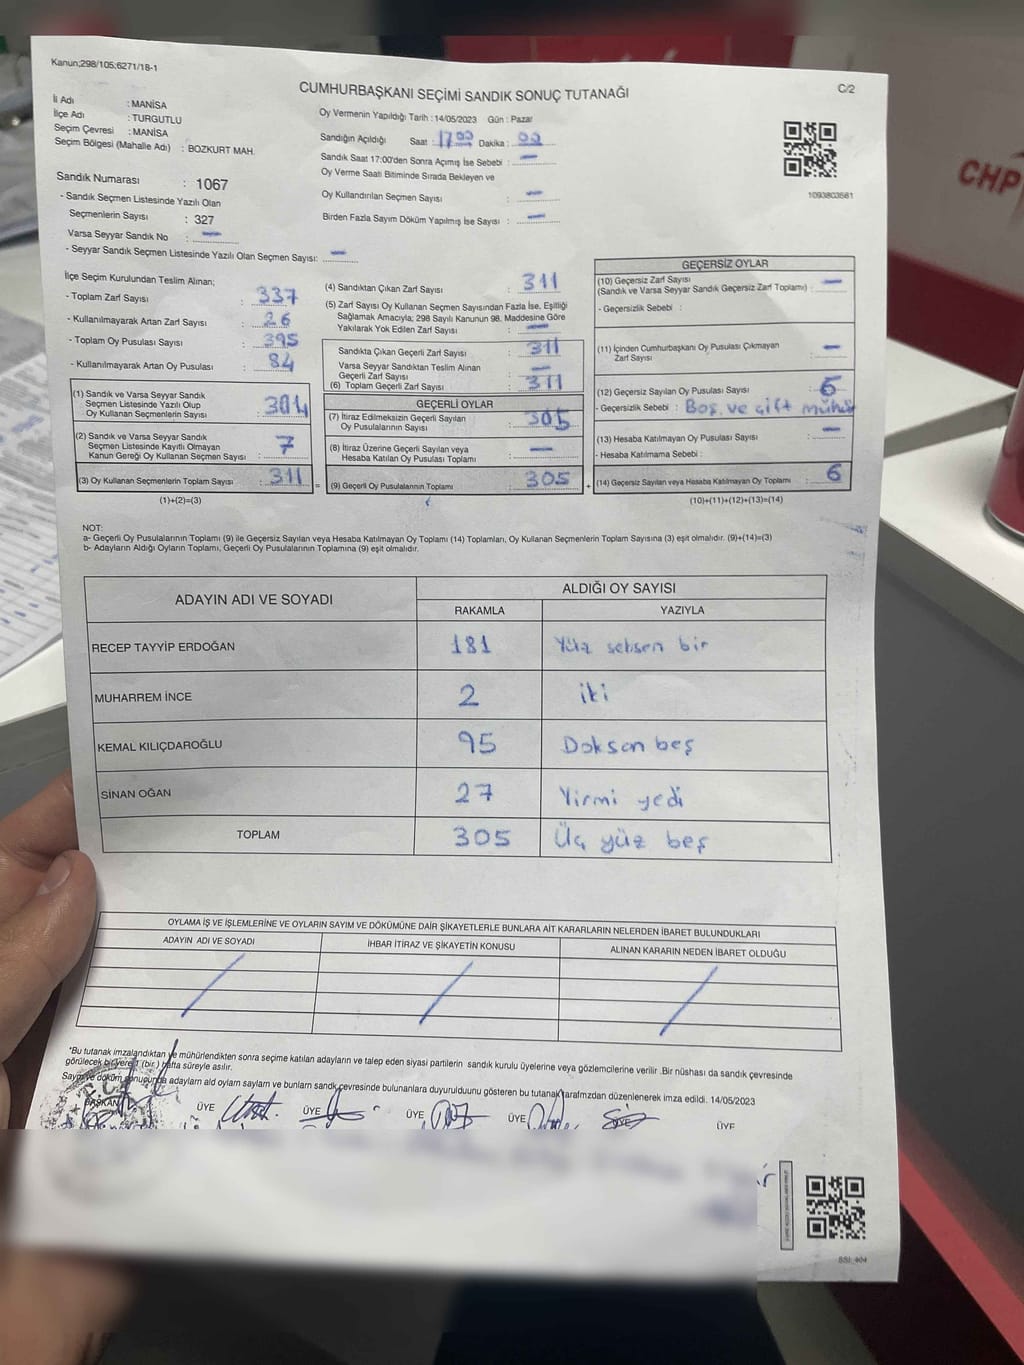 Kanun;298/105;6271/18-1
C/2
CUMHURBAŞKANI SEÇİMİ SANDIK SONUÇ TUTANAĞI
İl Adı : MANİSA
İlçe Adı : TURGUTLU
Seçim Çevresi : MANİSA
Seçim Bölgesi (Mahalle Adı) : BOZKURT MAH.
Oy Vermenin Yapıldığı Tarih : 14/05/2023 Gün : Pazar
Sandığın Açıldığı Saat : 17 00 Dakika : 00
Sandık Saat 17:00'den Sonra Açımış İse Sebebi : —
Oy Verme Saati Bitiminde Sırada Bekleyen ve
Oy Kullandırılan Seçmen Sayısı : —
Birden Fazla Sayım Döküm Yapılmış İse Sayısı : —
1093803561
CHP
Sandık Numarası : 1067
- Sandık Seçmen Listesinde Yazılı Olan
Seçmenlerin Sayısı : 327
Varsa Seyyar Sandık No : —
- Seyyar Sandık Seçmen Listesinde Yazılı Olan Seçmen Sayısı: —
İlçe Seçim Kurulundan Teslim Alınan;
- Toplam Zarf Sayısı : 337
- Kullanılmayarak Artan Zarf Sayısı : 26
- Toplam Oy Pusulası Sayısı : 395
- Kullanılmayarak Artan Oy Pusulası : 84
(1) Sandık ve Varsa Seyyar Sandık
Seçmen Listesinde Yazılı Olup
Oy Kullanan Seçmenlerin Sayısı : 304
(2) Sandık ve Varsa Seyyar Sandık
Seçmen Listesinde Kayıtlı Olmayan
Kanun Gereği Oy Kullanan Seçmen Sayısı : 7
(3) Oy Kullanan Seçmenlerin Toplam Sayısı : 311
(1)+(2)=(3)
(4) Sandıktan Çıkan Zarf Sayısı : 311
(5) Zarf Sayısı Oy Kullanan Seçmen Sayısından Fazla İse, Eşitliği
Sağlamak Amacıyla; 298 Sayılı Kanunun 98. Maddesine Göre
Yakılarak Yok Edilen Zarf Sayısı : —
Sandıkta Çıkan Geçerli Zarf Sayısı : 311
Varsa Seyyar Sandıktan Teslim Alınan
Geçerli Zarf Sayısı : —
(6) Toplam Geçerli Zarf Sayısı : 311
GEÇERLİ OYLAR
(7) İtiraz Edilmeksizin Geçerli Sayılan
Oy Pusulalarının Sayısı : 305
(8) İtiraz Üzerine Geçerli Sayılan veya
Hesaba Katılan Oy Pusulası Toplamı : —
= (9) Geçerli Oy Pusulalarının Toplamı : 305
GEÇERSİZ OYLAR
(10) Geçersiz Zarf Sayısı
(Sandık ve Varsa Seyyar Sandık Geçersiz Zarf Toplamı) : —
- Geçersizlik Sebebi :
(11) İçinden Cumhurbaşkanı Oy Pusulası Çıkmayan
Zarf Sayısı : —
(12) Geçersiz Sayılan Oy Pusulası Sayısı : 6
- Geçersizlik Sebebi : Boş ve çift mühür
(13) Hesaba Katılmayan Oy Pusulası Sayısı : —
- Hesaba Katılmama Sebebi :
+ (14) Geçersiz Sayılan veya Hesaba Katılmayan Oy Toplamı : 6
(10)+(11)+(12)+(13)=(14)
NOT:
a- Geçerli Oy Pusulalarının Toplamı (9) ile Geçersiz Sayılan veya Hesaba Katılmayan Oy Toplamı (14) Toplamları, Oy Kullanan Seçmenlerin Toplam Sayısına (3) eşit olmalıdır. (9)+(14)=(3)
b- Adayların Aldığı Oyların Toplamı, Geçerli Oy Pusulalarının Toplamına (9) eşit olmalıdır.
ADAYIN ADI VE SOYADI ALDIĞI OY SAYISI
RAKAMLA YAZIYLA
RECEP TAYYİP ERDOĞAN 181 Yüz seksen bir
MUHARREM İNCE 2 iki
KEMAL KILIÇDAROĞLU 95 Doksan beş
SİNAN OĞAN 27 Yirmi yedi
TOPLAM 305 Üç yüz beş
OYLAMA İŞ VE İŞLEMLERİNE VE OYLARIN SAYIM VE DÖKÜMÜNE DAİR ŞİKAYETLERLE BUNLARA AİT KARARLARIN NELERDEN İBARET BULUNDUKLARI
ADAYIN ADI VE SOYADI İHBAR İTİRAZ VE ŞİKAYETİN KONUSU ALINAN KARARIN NEDEN İBARET OLDUĞU
*Bu tutanak imzalandıktan ve mühürlendikten sonra seçime katılan adayların ve talep eden siyasi partilerin sandık kurulu üyelerine veya gözlemcilerine verilir .Bir nüshası da sandık çevresinde
görülecek bir yere 1 (bir ) hafta süreyle asılır.
Sayım ve döküm sonuçunda adayların ald oyların sayların ve bunların sandk çevresinde bulunanlara duyurulduunu gösteren bu tutanak tarafmzdan düzenlenerek imza edildi. 14/05/2023
T.C.
BAŞKAN ÜYE ÜYE ÜYE ÜYE ÜYE